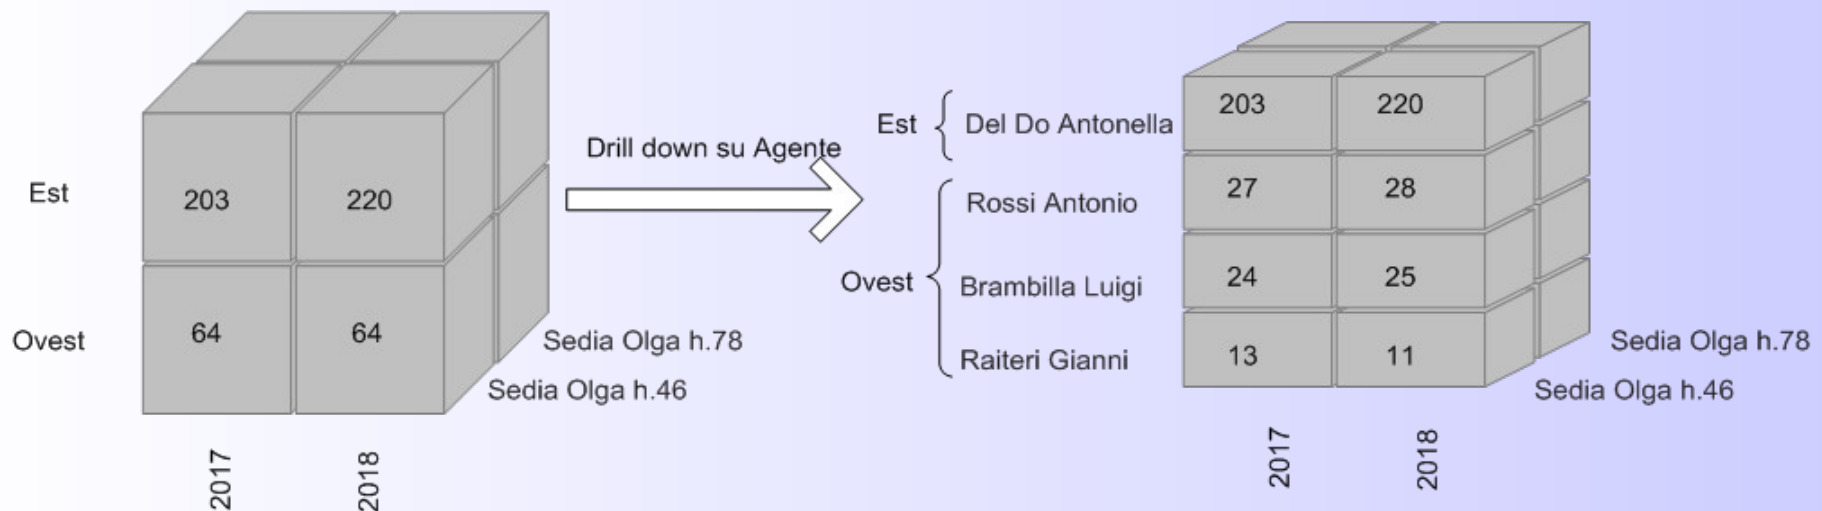 Est
203
220
Ovest
64
64
Sedia Olga h.78
Sedia Olga h.46
2017
2018
Drill down su Agente
Est
Del Do Antonella
203
220
Ovest
Rossi Antonio
27
28
Brambilla Luigi
24
25
Raiteri Gianni
13
11
Sedia Olga h.78
Sedia Olga h.46
2017
2018